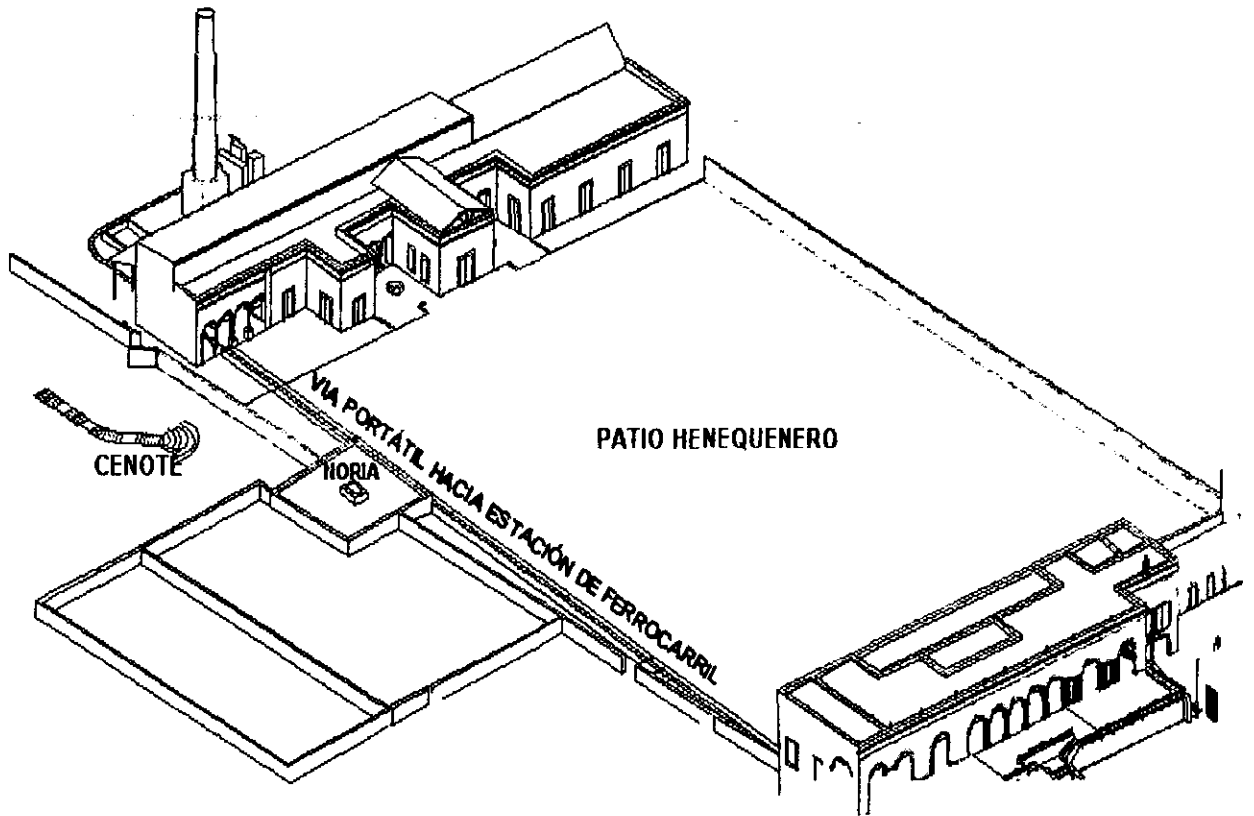 VIA PORTÁTIL HACIA ESTACIÓN DE FERROCARRIL
PATIO HENEQUENERO
CENOTE
NORIA